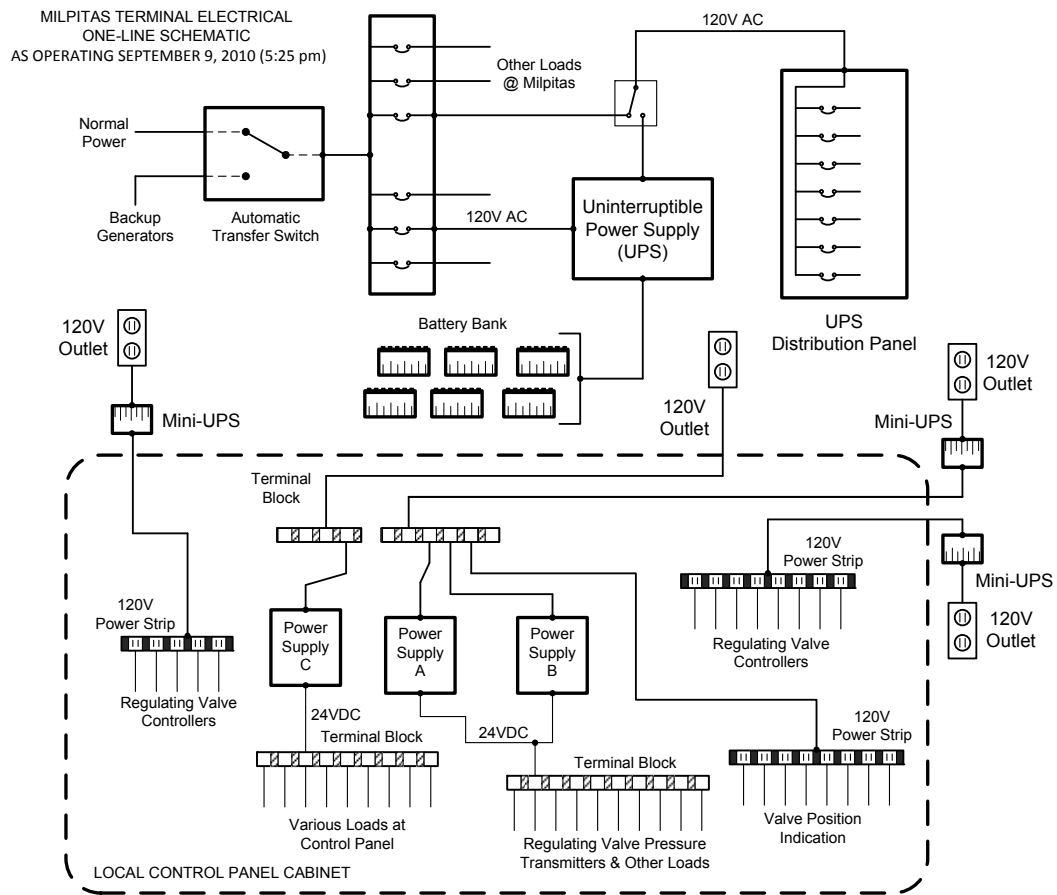 MILPITAS TERMINAL ELECTRICAL
ONE-LINE SCHEMATIC
AS OPERATING SEPTEMBER 9, 2010 (5:25 pm)
120V AC
Other Loads
@ Milpitas
Normal
Power
Backup
Generators
Automatic
Transfer Switch
120V AC
Uninterruptible
Power Supply
(UPS)
UPS
Distribution Panel
Battery Bank
120V
Outlet
Mini-UPS
120V
Outlet
120V
Outlet
Mini-UPS
Terminal
Block
120V
Power Strip
Mini-UPS
120V
Outlet
120V
Power Strip
Regulating Valve
Controllers
Power
Supply
C
Power
Supply
A
Power
Supply
B
Regulating Valve
Controllers
24VDC
Terminal Block
24VDC
Terminal Block
120V
Power Strip
Various Loads at
Control Panel
Regulating Valve Pressure
Transmitters & Other Loads
Valve Position
Indication
LOCAL CONTROL PANEL CABINET